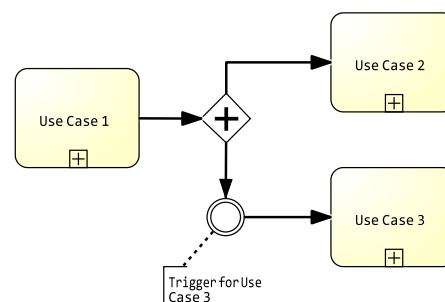 Use Case 2
Use Case 1
Use Case 3
Trigger for Use
Case 3